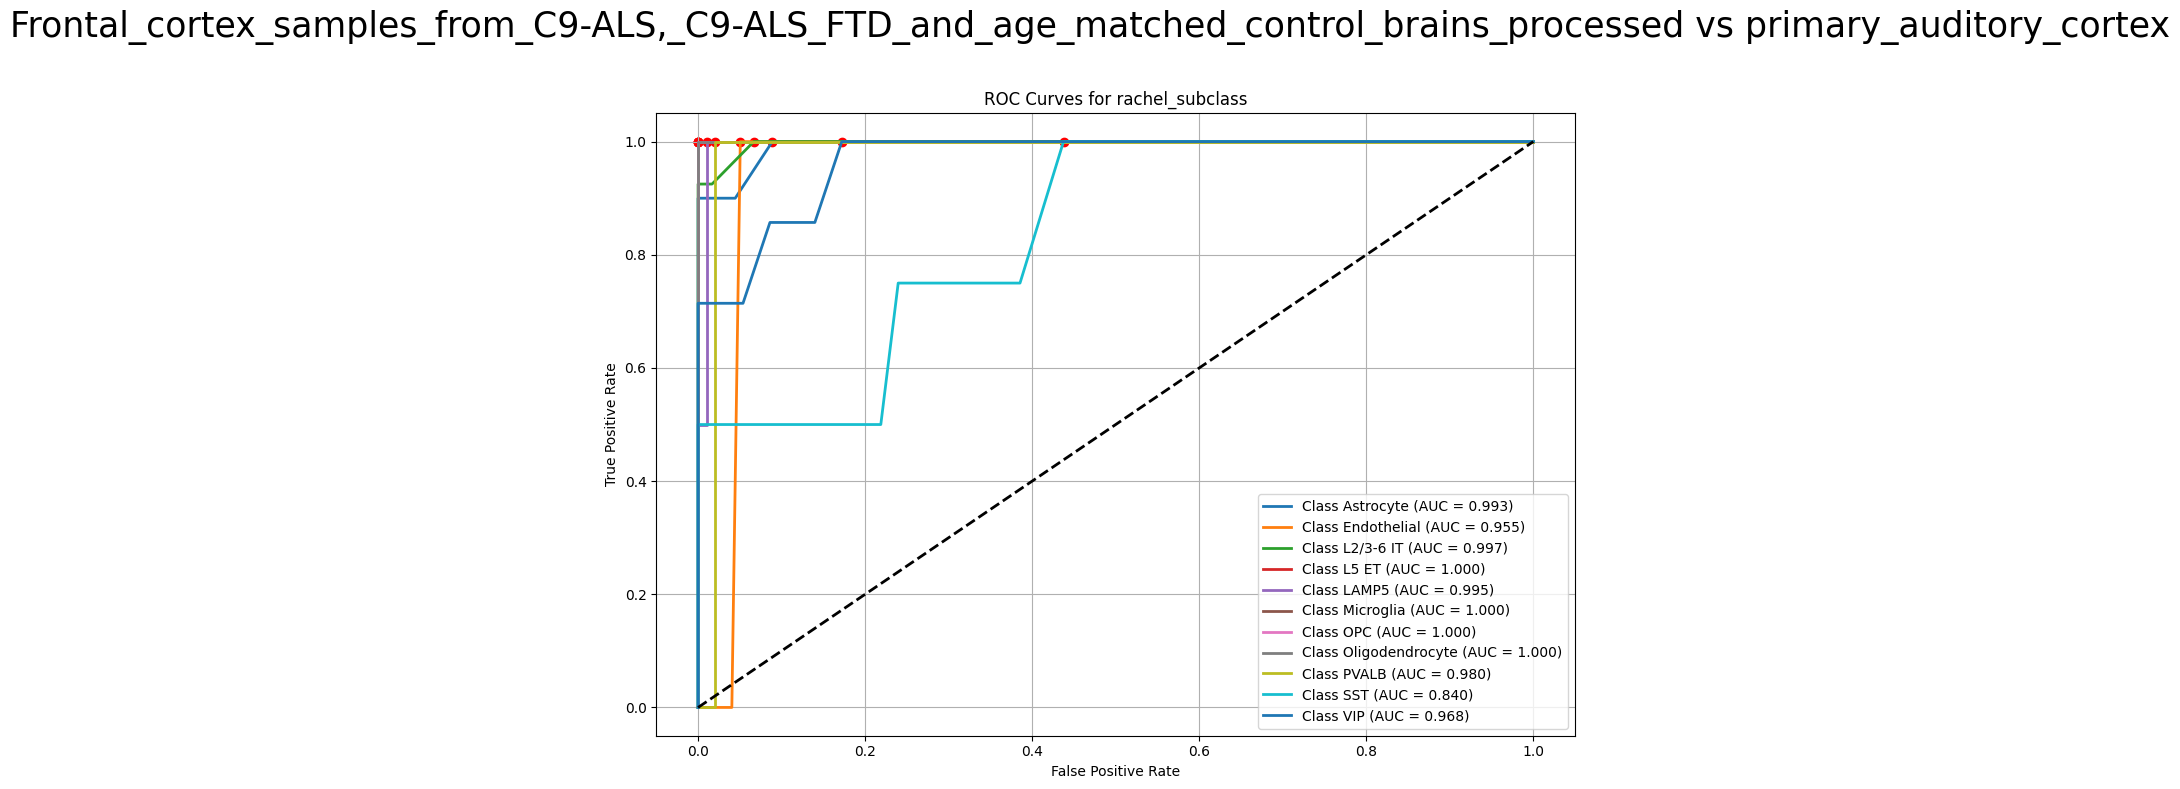 Frontal_cortex_samples_from_C9-ALS,_C9-ALS_FTD_and_age_matched_control_brains_processed vs primary_auditory_cortex
ROC Curves for rachel_subclass
True Positive Rate
1.0
0.8
0.6
0.4
0.2
0.0
Class Astrocyte (AUC = 0.993)
Class Endothelial (AUC = 0.955)
Class L2/3-6 IT (AUC = 0.997)
Class L5 ET (AUC = 1.000)
Class LAMP5 (AUC = 0.995)
Class Microglia (AUC = 1.000)
Class OPC (AUC = 1.000)
Class Oligodendrocyte (AUC = 1.000)
Class PVALB (AUC = 0.980)
Class SST (AUC = 0.840)
Class VIP (AUC = 0.968)
0.0 0.2 0.4 0.6 0.8 1.0
False Positive Rate